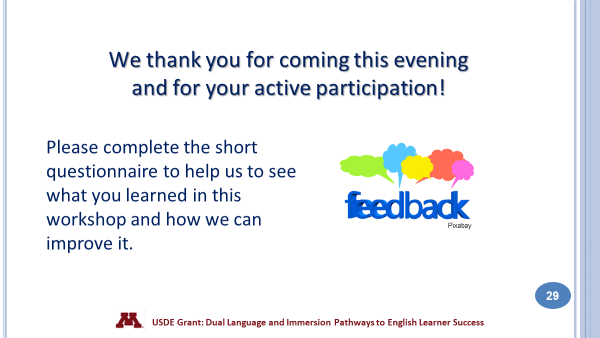 We thank you for coming this evening
and for your active participation!
Please complete the short
questionnaire to help us to see
what you learned in this
workshop and how we can
improve it.
feedback
Pixabay
29
M
USDE Grant: Dual Language and Immersion Pathways to English Learner Success